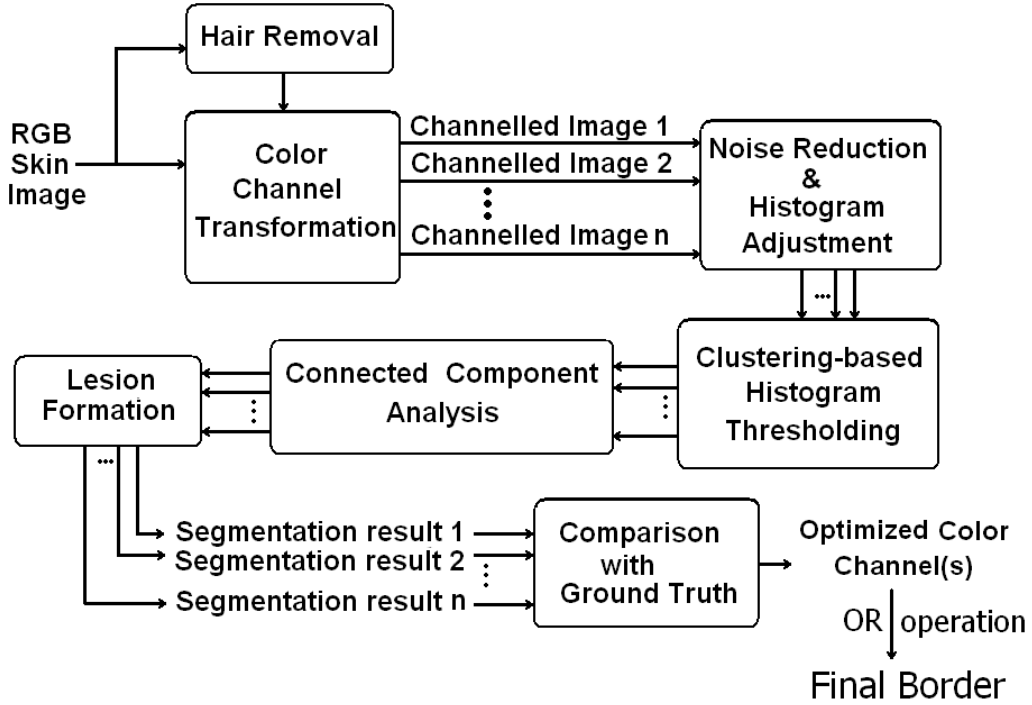 Hair Removal
RGB
Skin
Image
Color
Channel
Transformation
Channelled Image 1
Channelled Image 2
Channelled Image n
Noise Reduction
&
Histogram
Adjustment
...
Clustering-based
Histogram
Thresholding
Connected Component
Analysis
Lesion
Formation
...
Segmentation result 1
Segmentation result 2
Segmentation result n
Comparison
with
Ground Truth
Optimized Color
Channel(s)
OR operation
Final Border